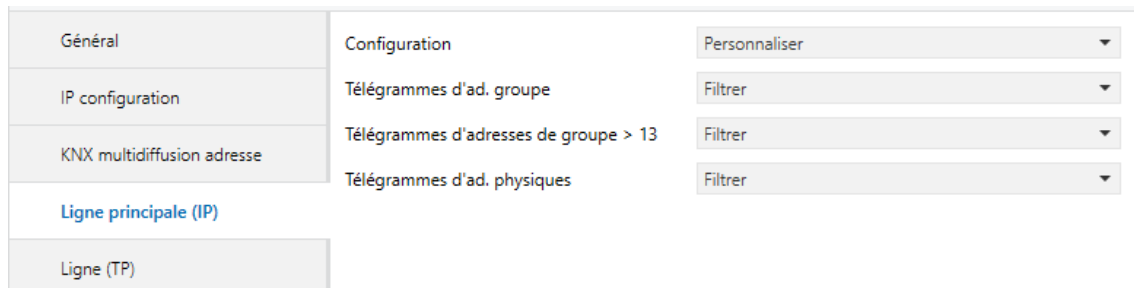 Général
IP configuration
KNX multidiffusion adresse
Ligne principale (IP)
Ligne (TP)
Configuration Personnaliser
Télégrammes d'ad. groupe Filtrer
Télégrammes d'adresses de groupe > 13 Filtrer
Télégrammes d'ad. physiques Filtrer